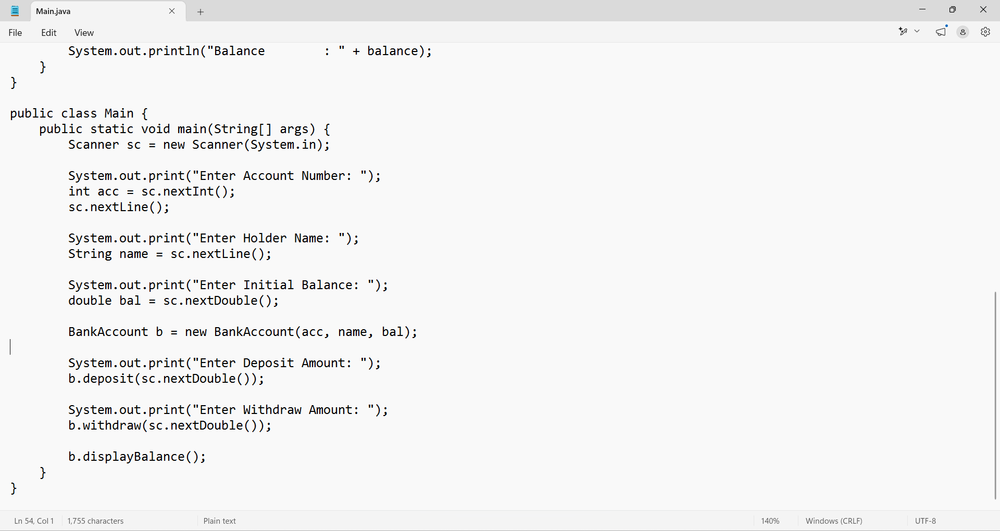 Main.java
File Edit View
        System.out.println("Balance        : " + balance);
    }
}

public class Main {
    public static void main(String[] args) {
        Scanner sc = new Scanner(System.in);

        System.out.print("Enter Account Number: ");
        int acc = sc.nextInt();
        sc.nextLine();

        System.out.print("Enter Holder Name: ");
        String name = sc.nextLine();

        System.out.print("Enter Initial Balance: ");
        double bal = sc.nextDouble();

        BankAccount b = new BankAccount(acc, name, bal);

        System.out.print("Enter Deposit Amount: ");
        b.deposit(sc.nextDouble());

        System.out.print("Enter Withdraw Amount: ");
        b.withdraw(sc.nextDouble());

        b.displayBalance();
    }
}
Ln 54, Col 1 1,755 characters Plain text 140% Windows (CRLF) UTF-8